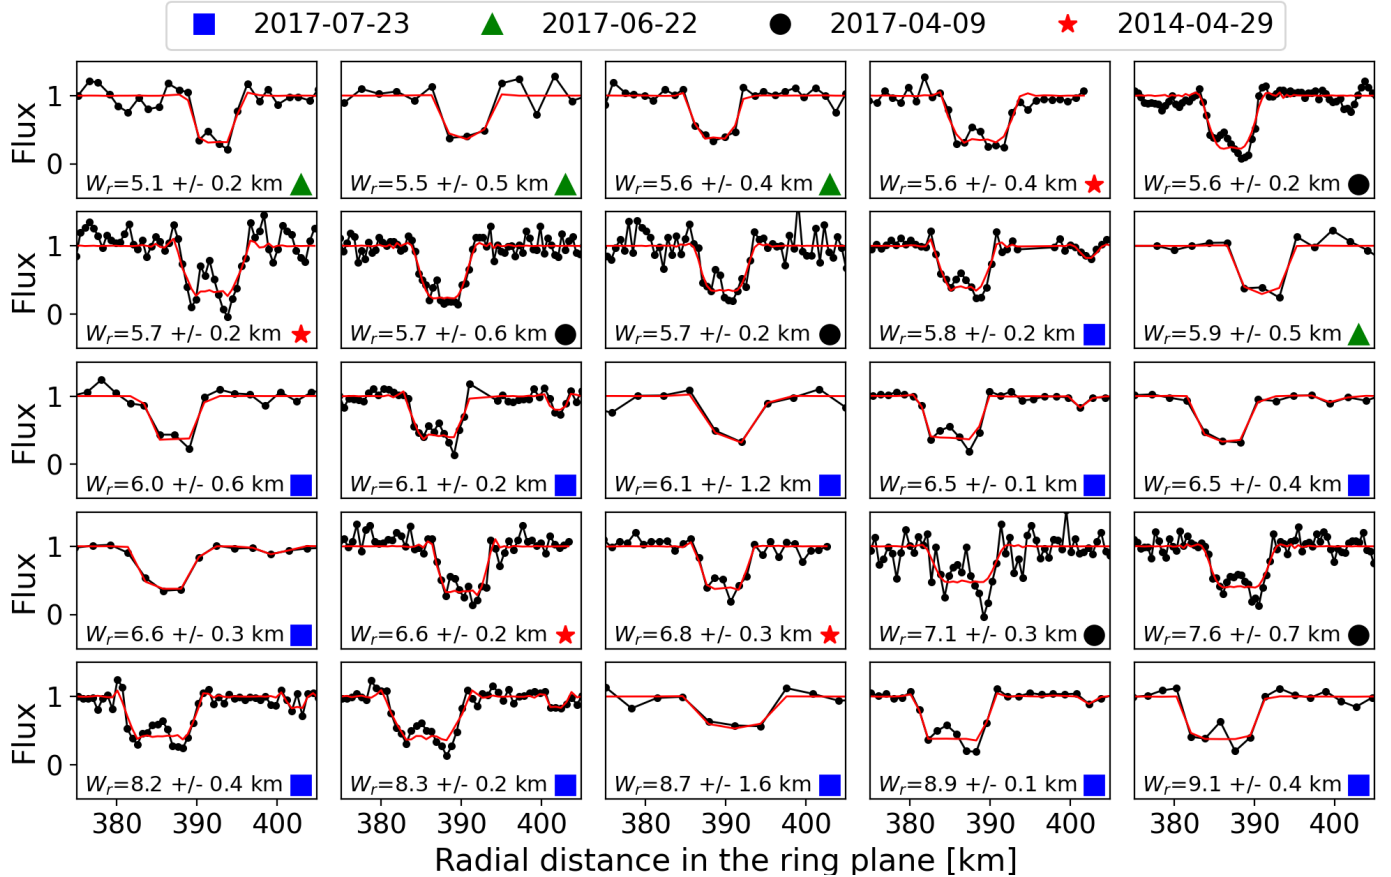 2017-07-23 2017-06-22 2017-04-09 2014-04-29
Flux 1 0
Wr=5.1 +/- 0.2 km Wr=5.5 +/- 0.5 km Wr=5.6 +/- 0.4 km Wr=5.6 +/- 0.4 km Wr=5.6 +/- 0.2 km
Flux 1 0
Wr=5.7 +/- 0.2 km Wr=5.7 +/- 0.6 km Wr=5.7 +/- 0.2 km Wr=5.8 +/- 0.2 km Wr=5.9 +/- 0.5 km
Flux 1 0
Wr=6.0 +/- 0.6 km Wr=6.1 +/- 0.2 km Wr=6.1 +/- 1.2 km Wr=6.5 +/- 0.1 km Wr=6.5 +/- 0.4 km
Flux 1 0
Wr=6.6 +/- 0.3 km Wr=6.6 +/- 0.2 km Wr=6.8 +/- 0.3 km Wr=7.1 +/- 0.3 km Wr=7.6 +/- 0.7 km
Flux 1 0
Wr=8.2 +/- 0.4 km Wr=8.3 +/- 0.2 km Wr=8.7 +/- 1.6 km Wr=8.9 +/- 0.1 km Wr=9.1 +/- 0.4 km
380 390 400 380 390 400 380 390 400 380 390 400 380 390 400
Radial distance in the ring plane [km]